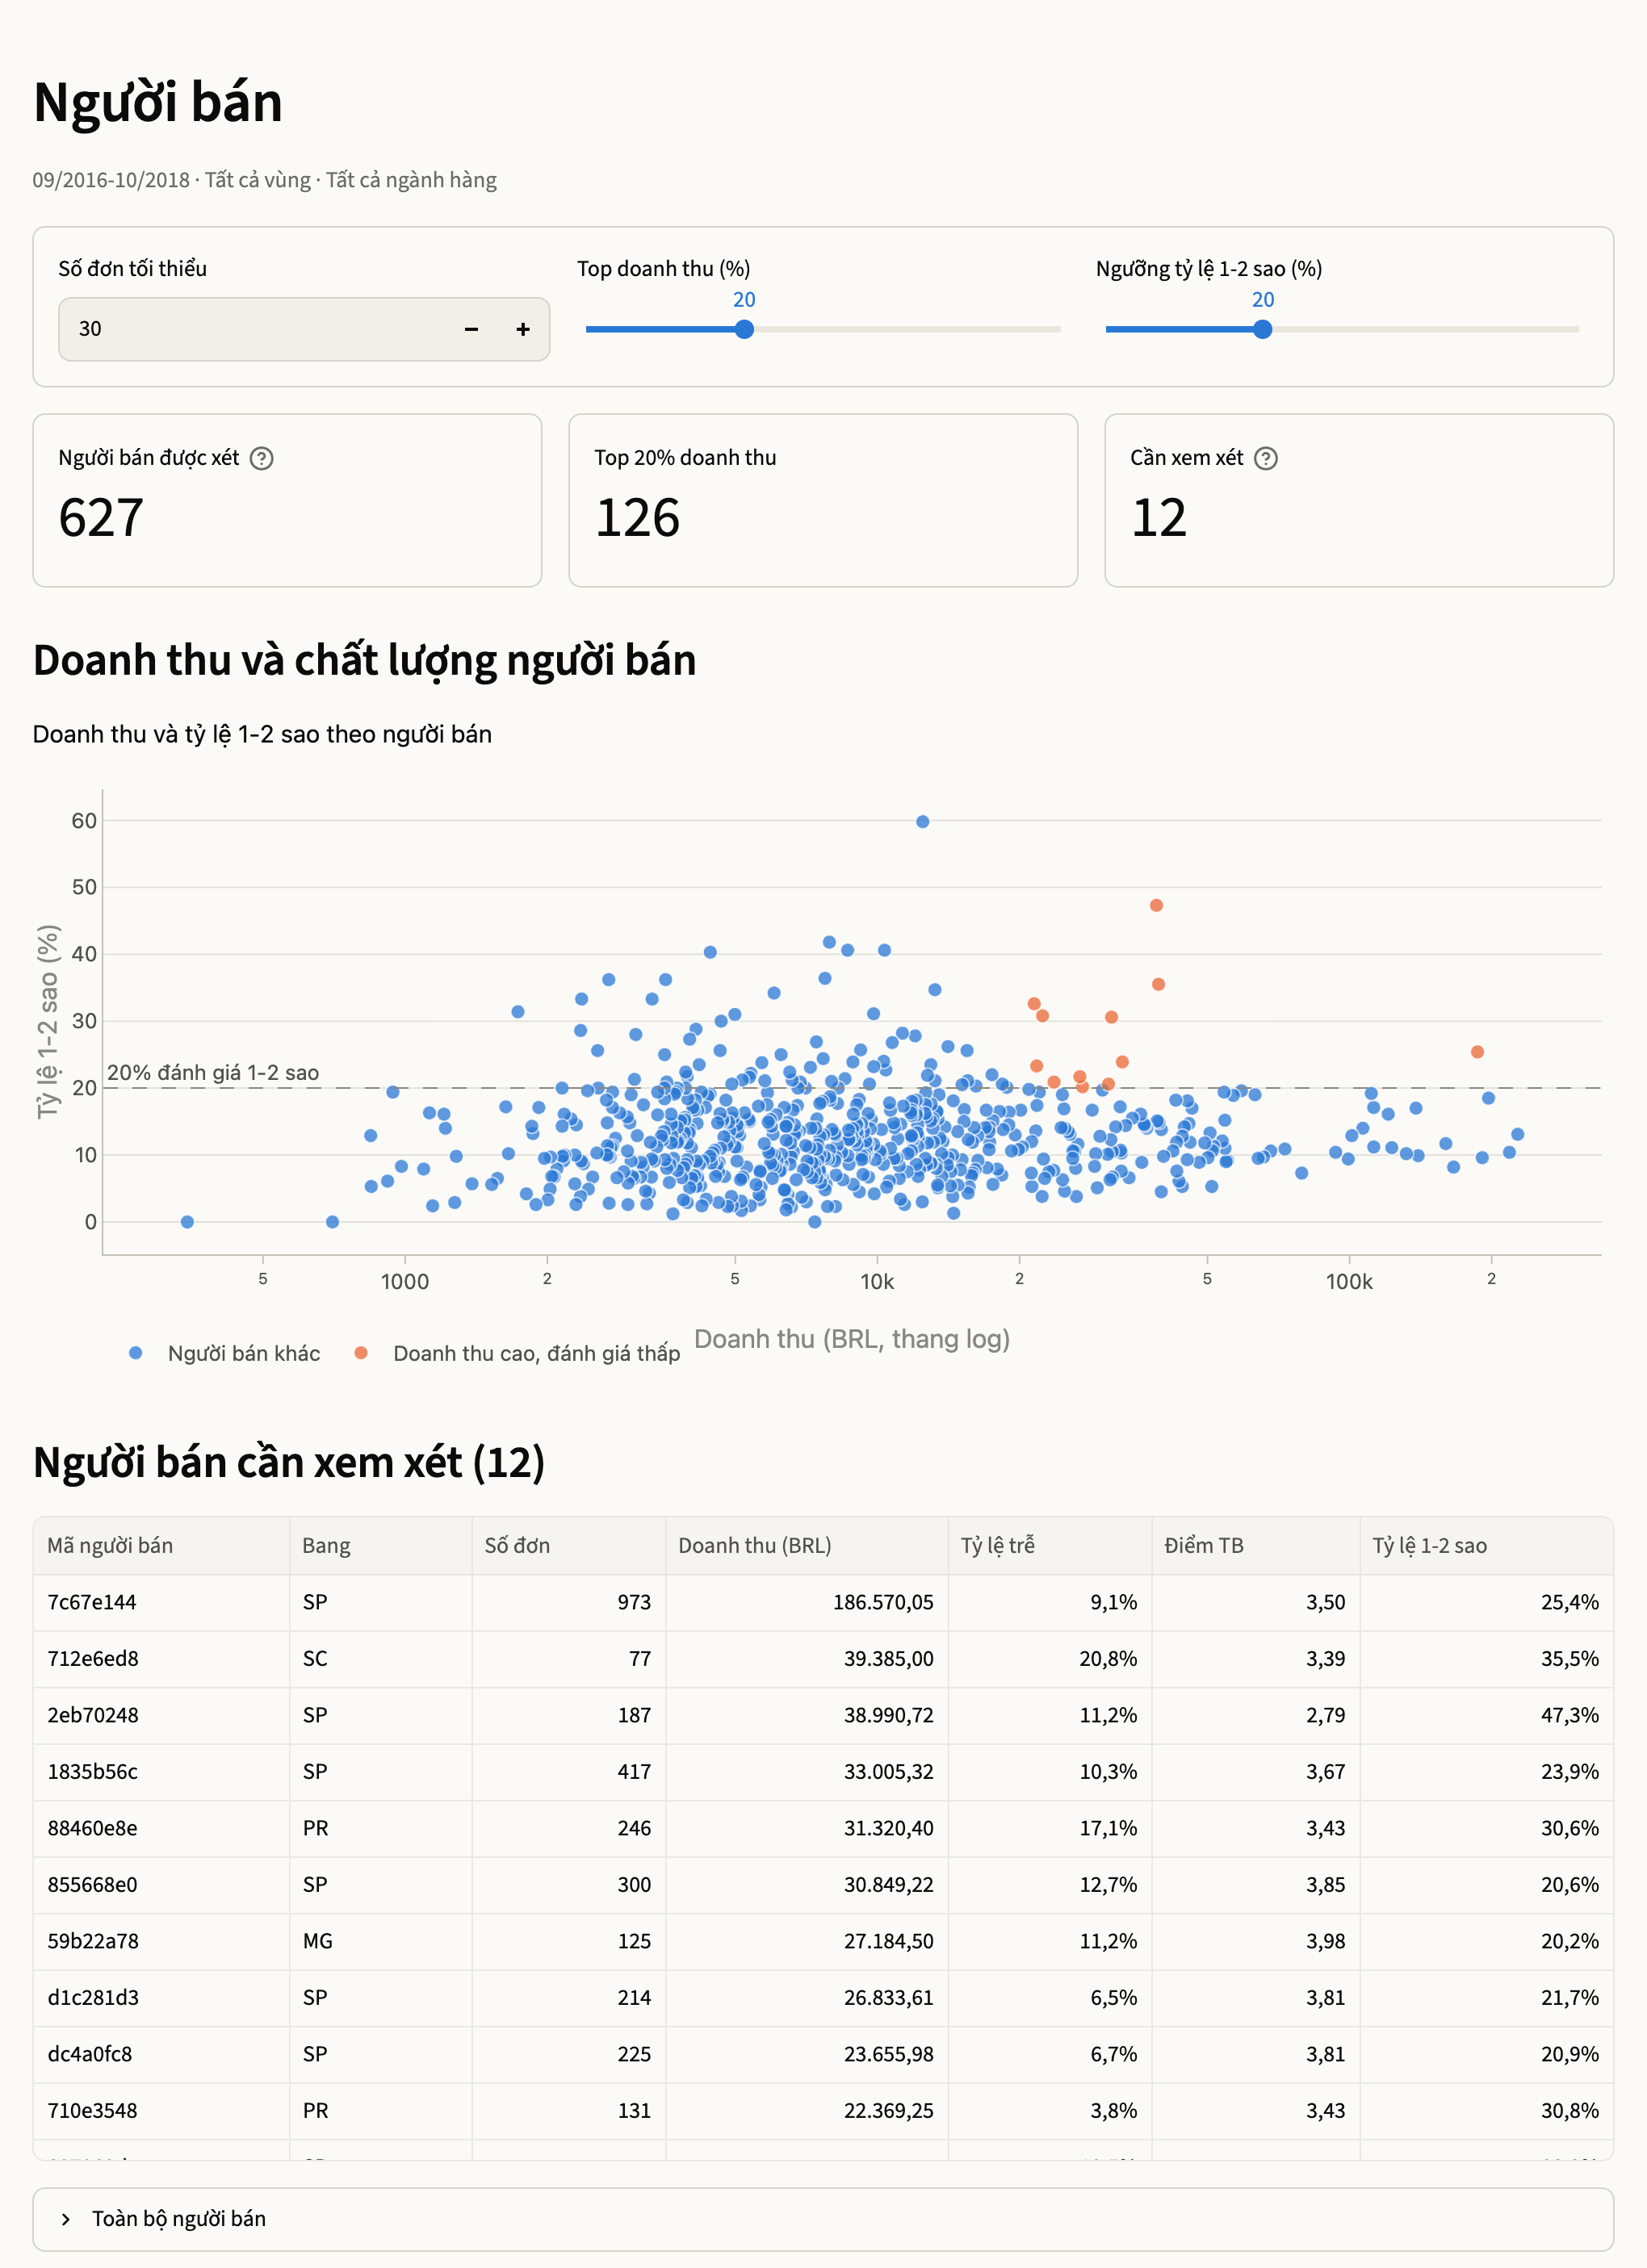 Người bán
09/2016-10/2018 · Tất cả vùng · Tất cả ngành hàng
Số đơn tối thiểu
30
Top doanh thu (%)
20
Ngưỡng tỷ lệ 1-2 sao (%)
20
Người bán được xét
627
Top 20% doanh thu
126
Cần xem xét
12
Doanh thu và chất lượng người bán
Doanh thu và tỷ lệ 1-2 sao theo người bán
Tỷ lệ 1-2 sao (%)
60
50
40
30
20
10
0
20% đánh giá 1-2 sao
5 1000 2 5 10k 2 5 100k 2
Doanh thu (BRL, thang log)
Người bán khác Doanh thu cao, đánh giá thấp
Người bán cần xem xét (12)
Mã người bán Bang Số đơn Doanh thu (BRL) Tỷ lệ trễ Điểm TB Tỷ lệ 1-2 sao
7c67e144 SP 973 186.570,05 9,1% 3,50 25,4%
712e6ed8 SC 77 39.385,00 20,8% 3,39 35,5%
2eb70248 SP 187 38.990,72 11,2% 2,79 47,3%
1835b56c SP 417 33.005,32 10,3% 3,67 23,9%
88460e8e PR 246 31.320,40 17,1% 3,43 30,6%
855668e0 SP 300 30.849,22 12,7% 3,85 20,6%
59b22a78 MG 125 27.184,50 11,2% 3,98 20,2%
d1c281d3 SP 214 26.833,61 6,5% 3,81 21,7%
dc4a0fc8 SP 225 23.655,98 6,7% 3,81 20,9%
710e3548 PR 131 22.369,25 3,8% 3,43 30,8%
Toàn bộ người bán